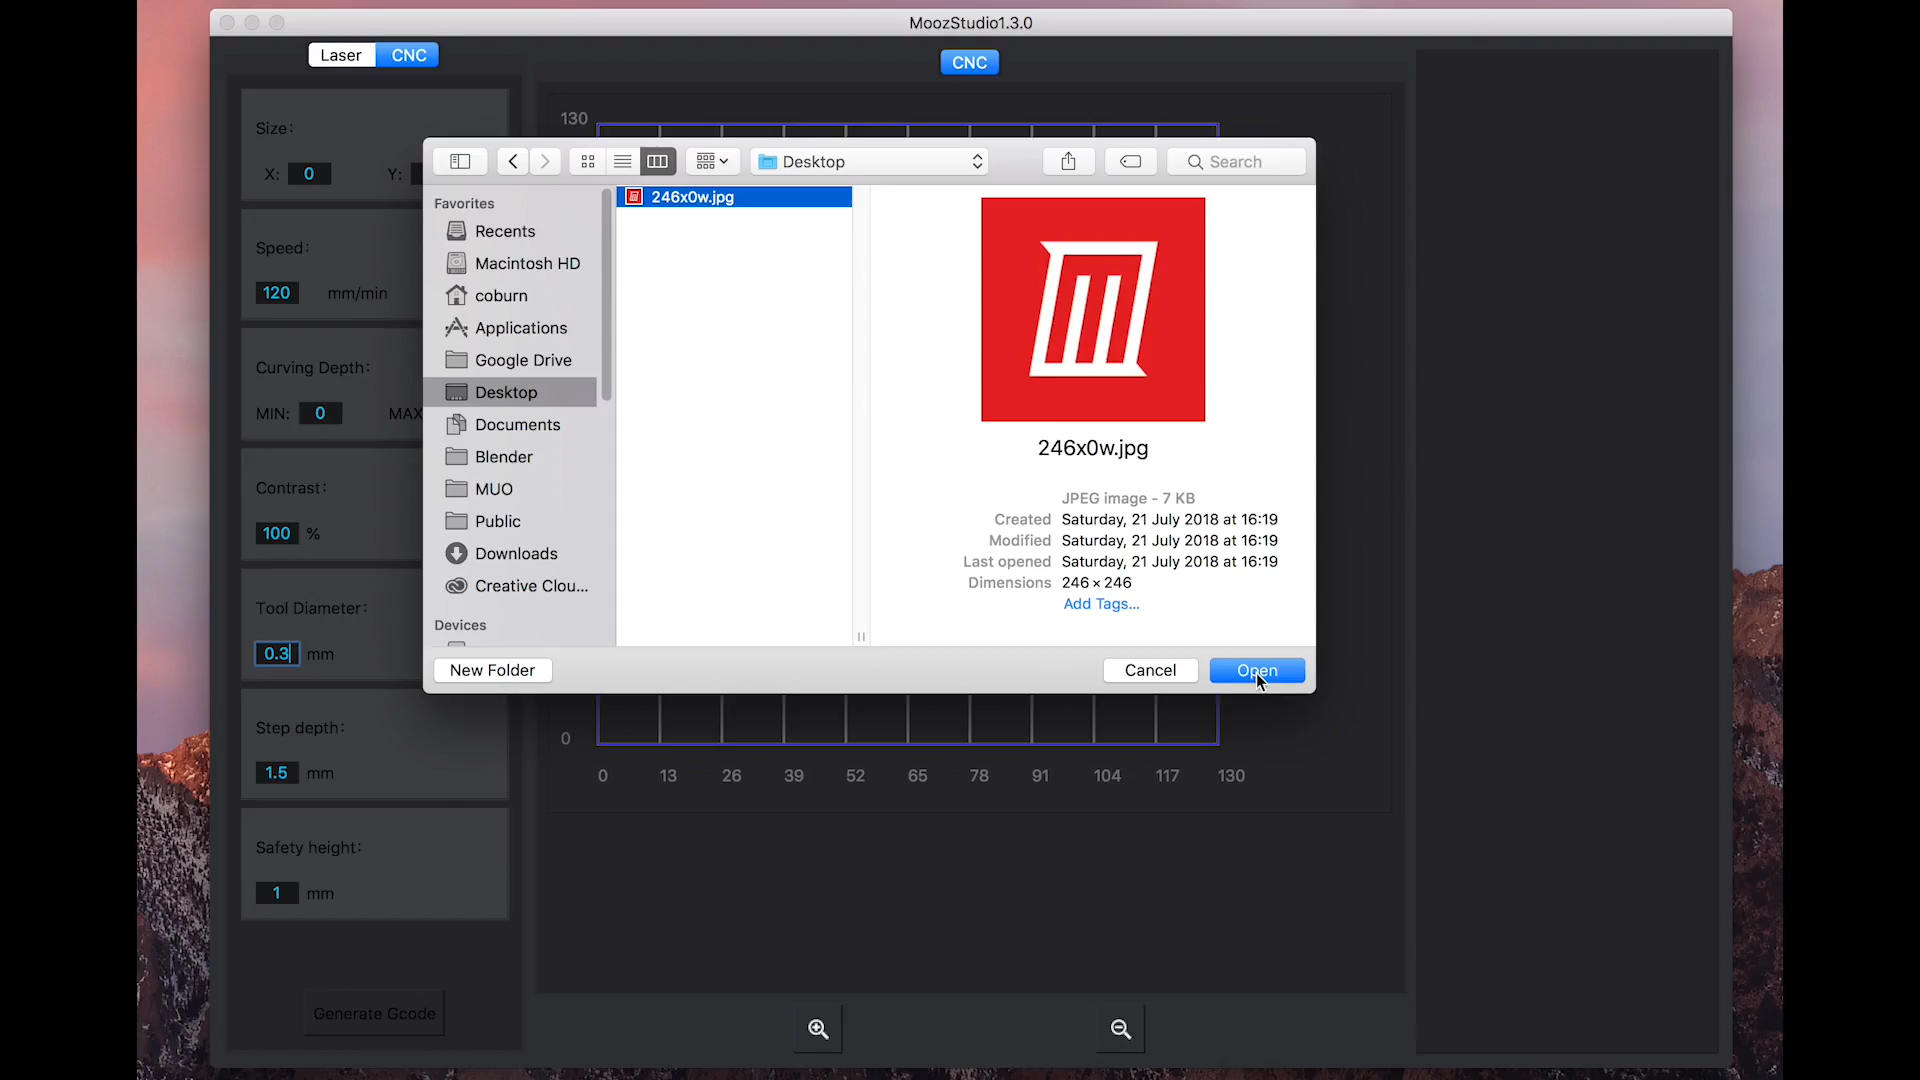 MoozStudio1.3.0
Laser CNC
CNC
Size:
X: 0 Y:
Speed:
120 mm/min
Curving Depth:
MIN: 0 MAX
Contrast:
100 %
Tool Diameter:
0.3 mm
Step depth:
1.5 mm
Safety height:
1 mm
Generate Gcode
130
0
0 13 26 39 52 65 78 91 104 117 130
Desktop
Search
Favorites
Recents
Macintosh HD
coburn
Applications
Google Drive
Desktop
Documents
Blender
MUO
Public
Downloads
Creative Clou...
Devices
246x0w.jpg
246x0w.jpg
JPEG image - 7 KB
Created Saturday, 21 July 2018 at 16:19
Modified Saturday, 21 July 2018 at 16:19
Last opened Saturday, 21 July 2018 at 16:19
Dimensions 246 × 246
Add Tags...
New Folder
Cancel
Open